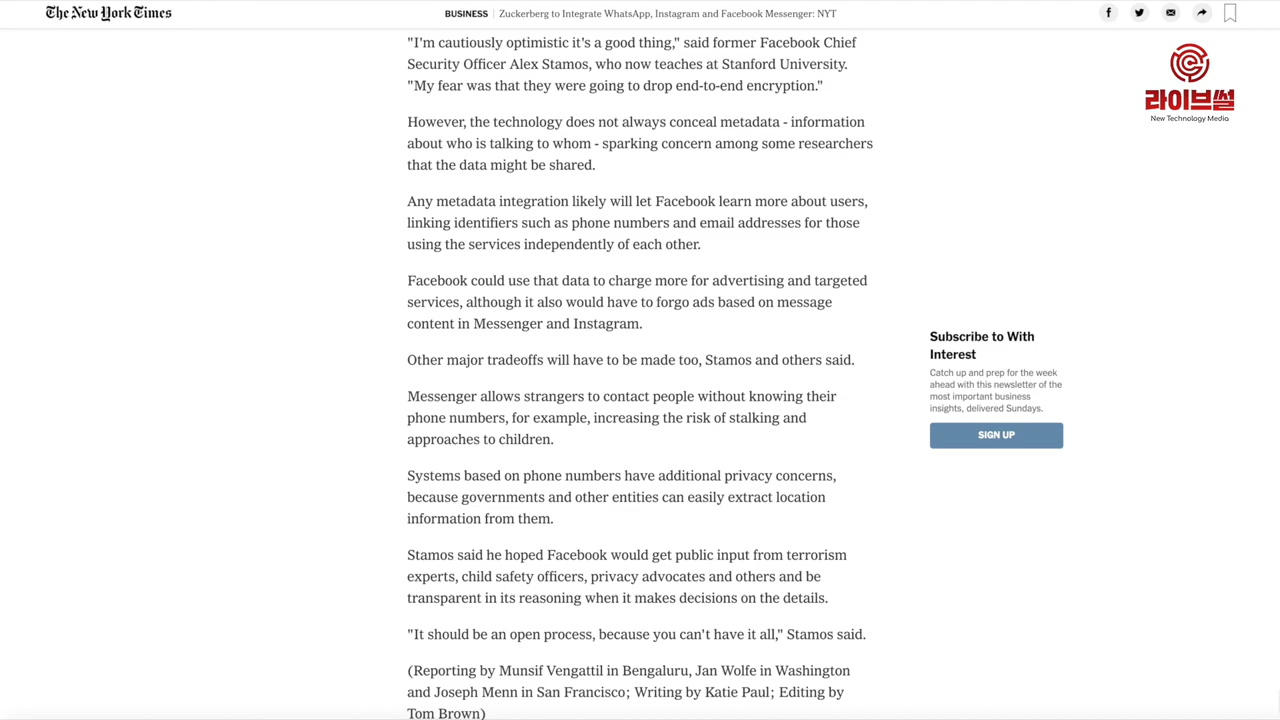 The New York Times
BUSINESS | Zuckerberg to Integrate WhatsApp, Instagram and Facebook Messenger: NYT
"I'm cautiously optimistic it's a good thing," said former Facebook Chief
Security Officer Alex Stamos, who now teaches at Stanford University.
"My fear was that they were going to drop end-to-end encryption."
However, the technology does not always conceal metadata - information
about who is talking to whom - sparking concern among some researchers
that the data might be shared.
Any metadata integration likely will let Facebook learn more about users,
linking identifiers such as phone numbers and email addresses for those
using the services independently of each other.
Facebook could use that data to charge more for advertising and targeted
services, although it also would have to forgo ads based on message
content in Messenger and Instagram.
Other major tradeoffs will have to be made too, Stamos and others said.
Messenger allows strangers to contact people without knowing their
phone numbers, for example, increasing the risk of stalking and
approaches to children.
Systems based on phone numbers have additional privacy concerns,
because governments and other entities can easily extract location
information from them.
Stamos said he hoped Facebook would get public input from terrorism
experts, child safety officers, privacy advocates and others and be
transparent in its reasoning when it makes decisions on the details.
"It should be an open process, because you can't have it all," Stamos said.
(Reporting by Munsif Vengattil in Bengaluru, Jan Wolfe in Washington
and Joseph Menn in San Francisco; Writing by Katie Paul; Editing by
Tom Brown)
라이브썰
New Technology Media
Subscribe to With
Interest
Catch up and prep for the week
ahead with this newsletter of the
most important business
insights, delivered Sundays.
SIGN UP